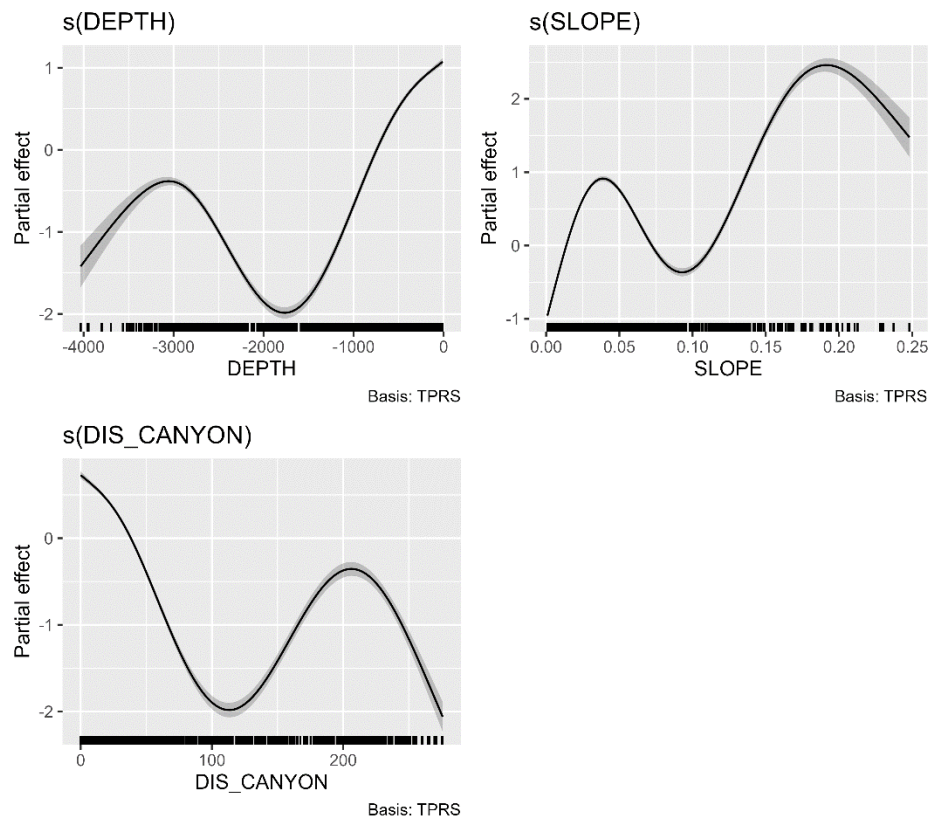 s(DEPTH)
1
0
-1
-2
Partial effect
-4000 -3000 -2000 -1000 0
DEPTH
Basis: TPRS
s(SLOPE)
2
1
0
-1
Partial effect
0.00 0.05 0.10 0.15 0.20 0.25
SLOPE
Basis: TPRS
s(DIS_CANYON)
0
-1
-2
Partial effect
0 100 200
DIS_CANYON
Basis: TPRS